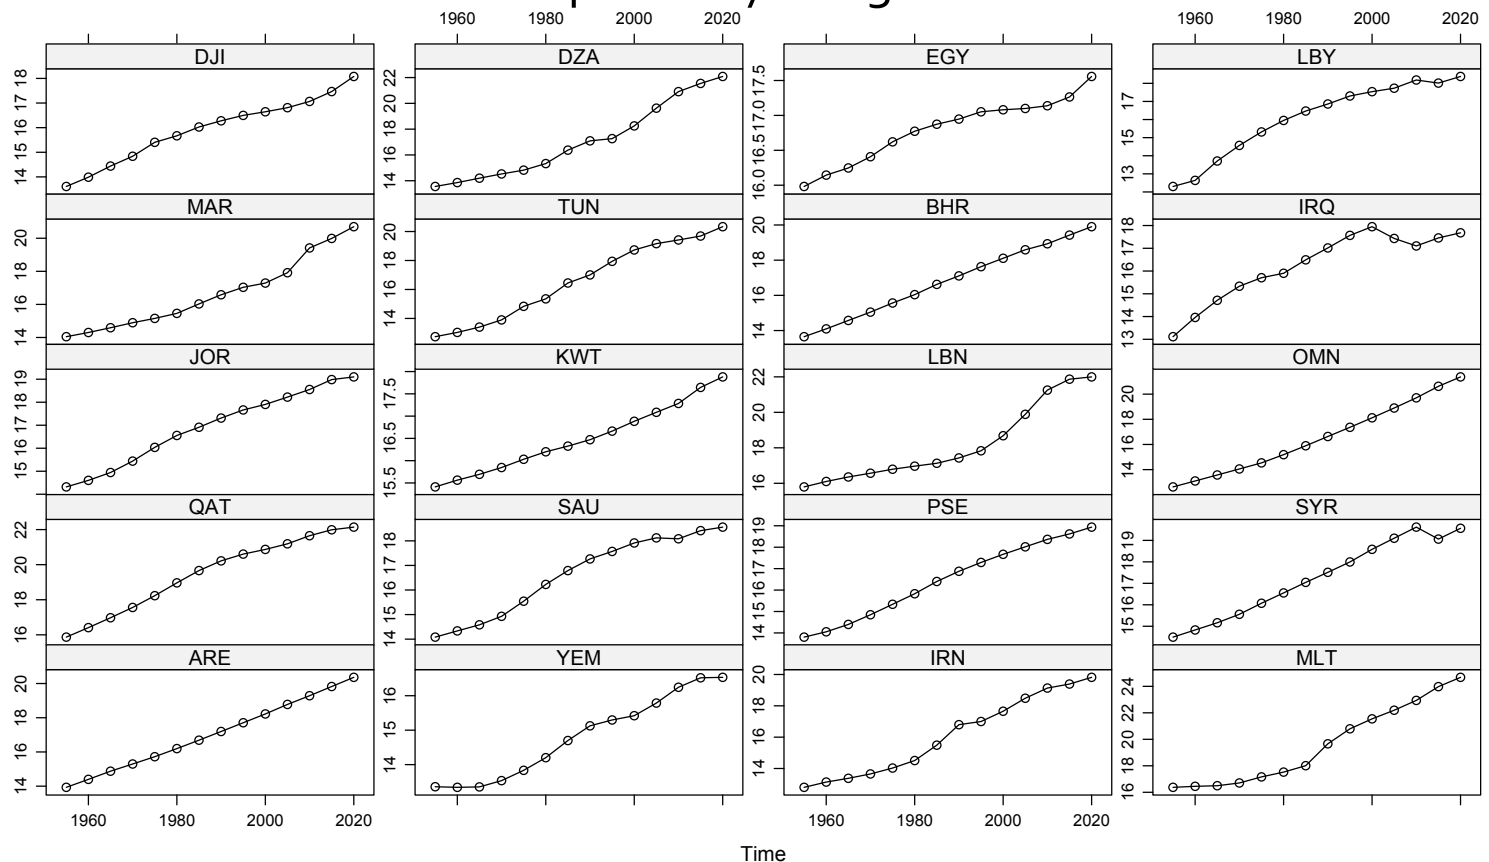 1960 1980 2000 2020 1960 1980 2000 2020
DJI DZA EGY LBY
14 15 16 17 18 14 16 18 20 22 16.0 16.5 17.0 17.5 13 15 17
MAR TUN BHR IRQ
14 16 18 20 14 16 18 20 14 16 18 20 13 14 15 16 17 18
JOR KWT LBN OMN
15 16 17 18 19 15.5 16.5 17.5 16 18 20 22 14 16 18 20
QAT SAU PSE SYR
16 18 20 22 14 15 16 17 18 14 15 16 17 18 19 15 16 17 18 19
ARE YEM IRN MLT
14 16 18 20 14 15 16 14 16 18 20 16 18 20 22 24
1960 1980 2000 2020 1960 1980 2000 2020
Time